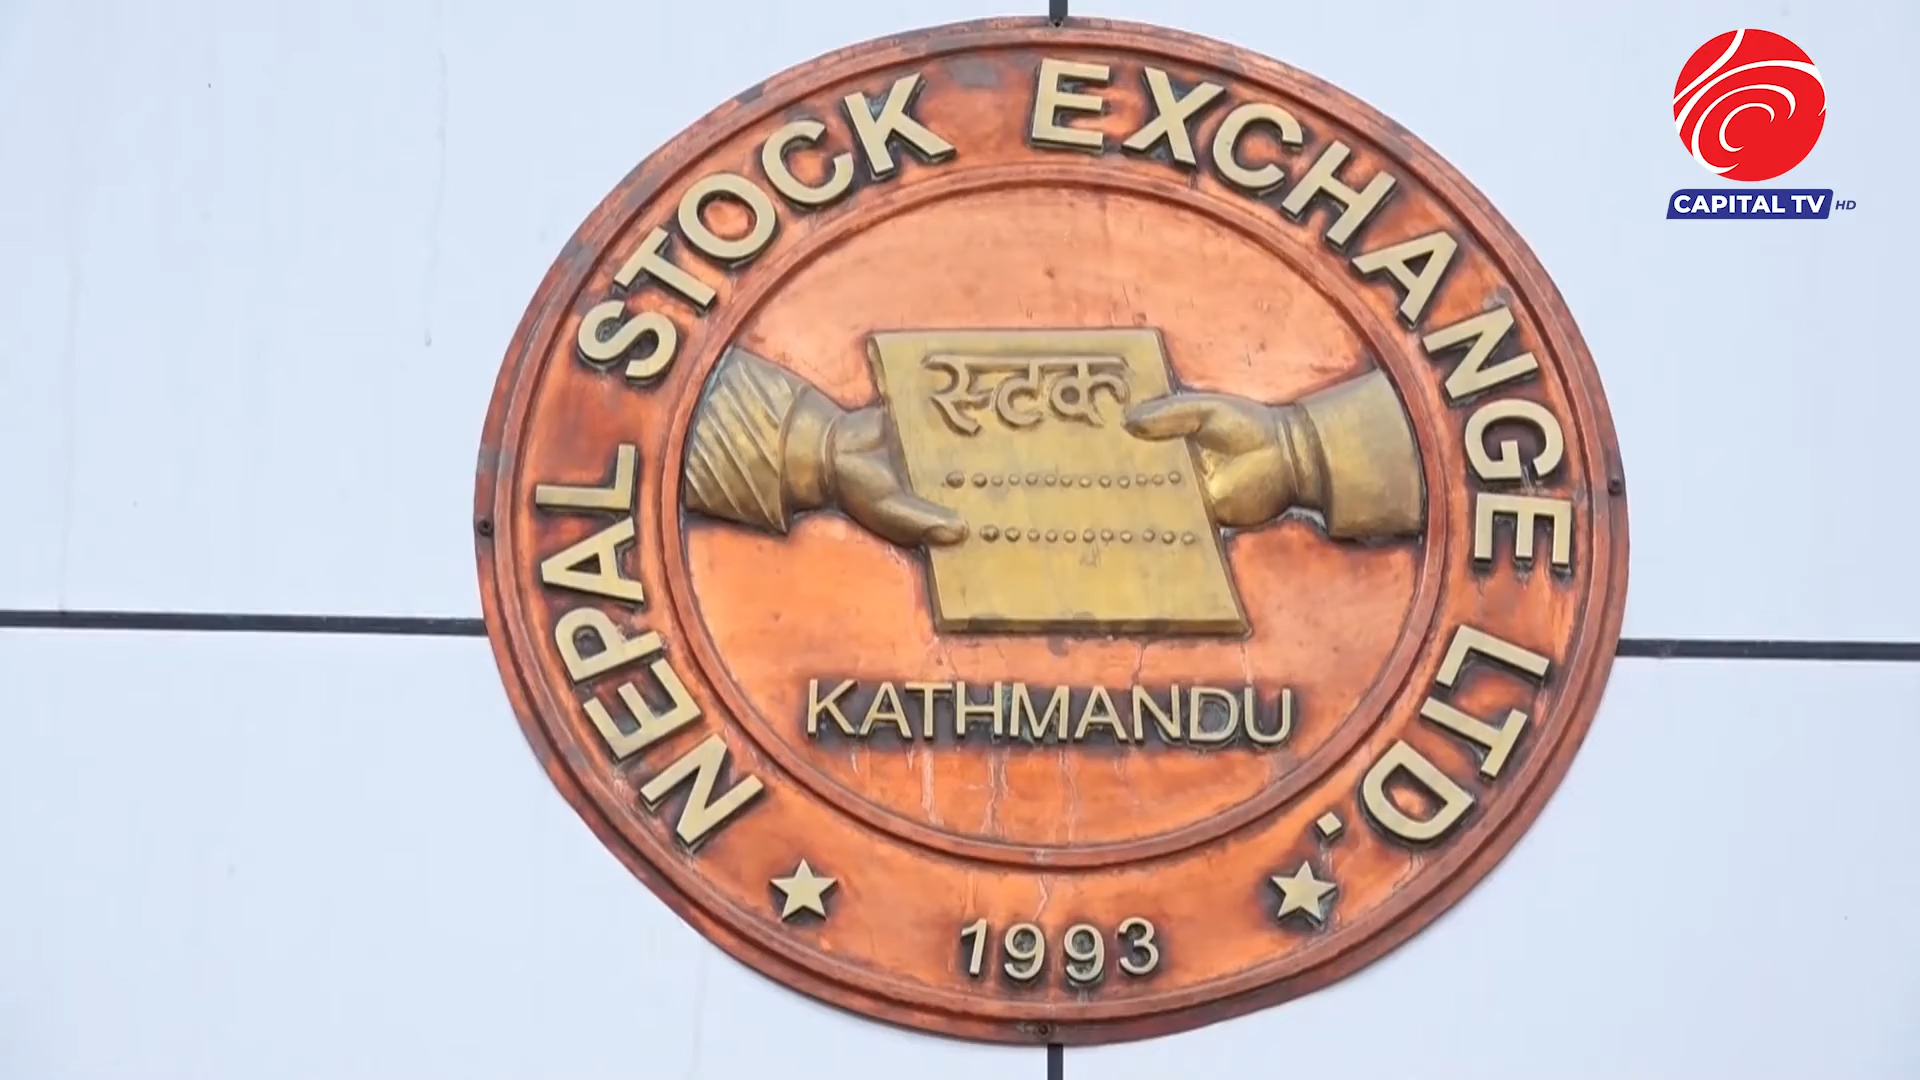 NEPAL STOCK EXCHANGE LTD.
स्टक
KATHMANDU
1993
CAPITAL TV HD